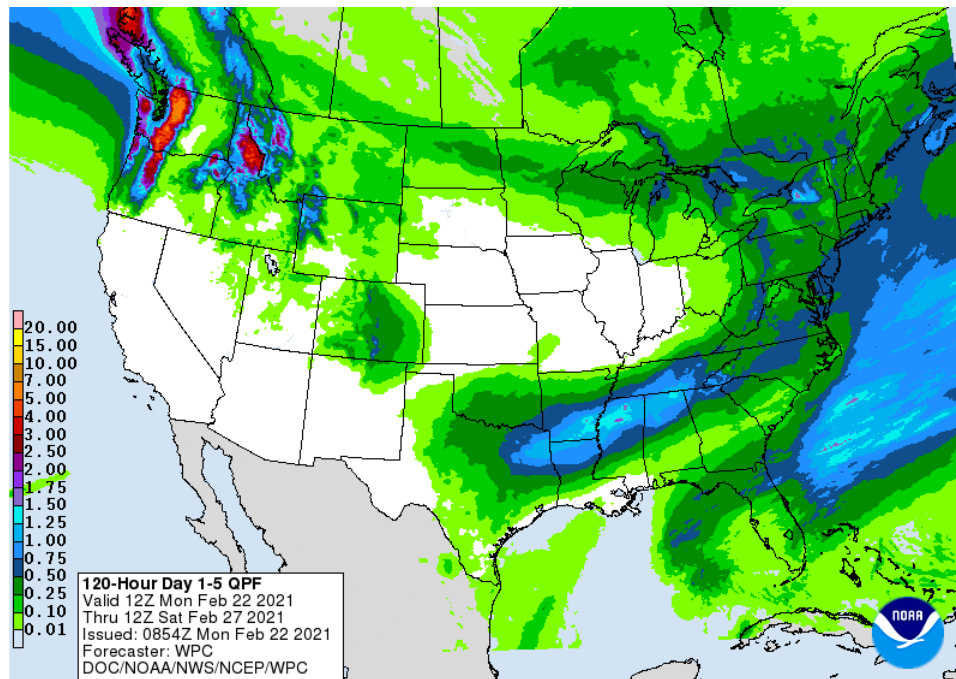 20.00
15.00
10.00
7.00
5.00
4.00
3.00
2.50
2.00
1.75
1.50
1.25
1.00
0.75
0.50
0.25
0.10
0.01
120-Hour Day 1-5 QPF
Valid 12Z Mon Feb 22 2021
Thru 12Z Sat Feb 27 2021
Issued: 0854Z Mon Feb 22 2021
Forecaster: WPC
DOC/NOAA/NWS/NCEP/WPC
NOAA